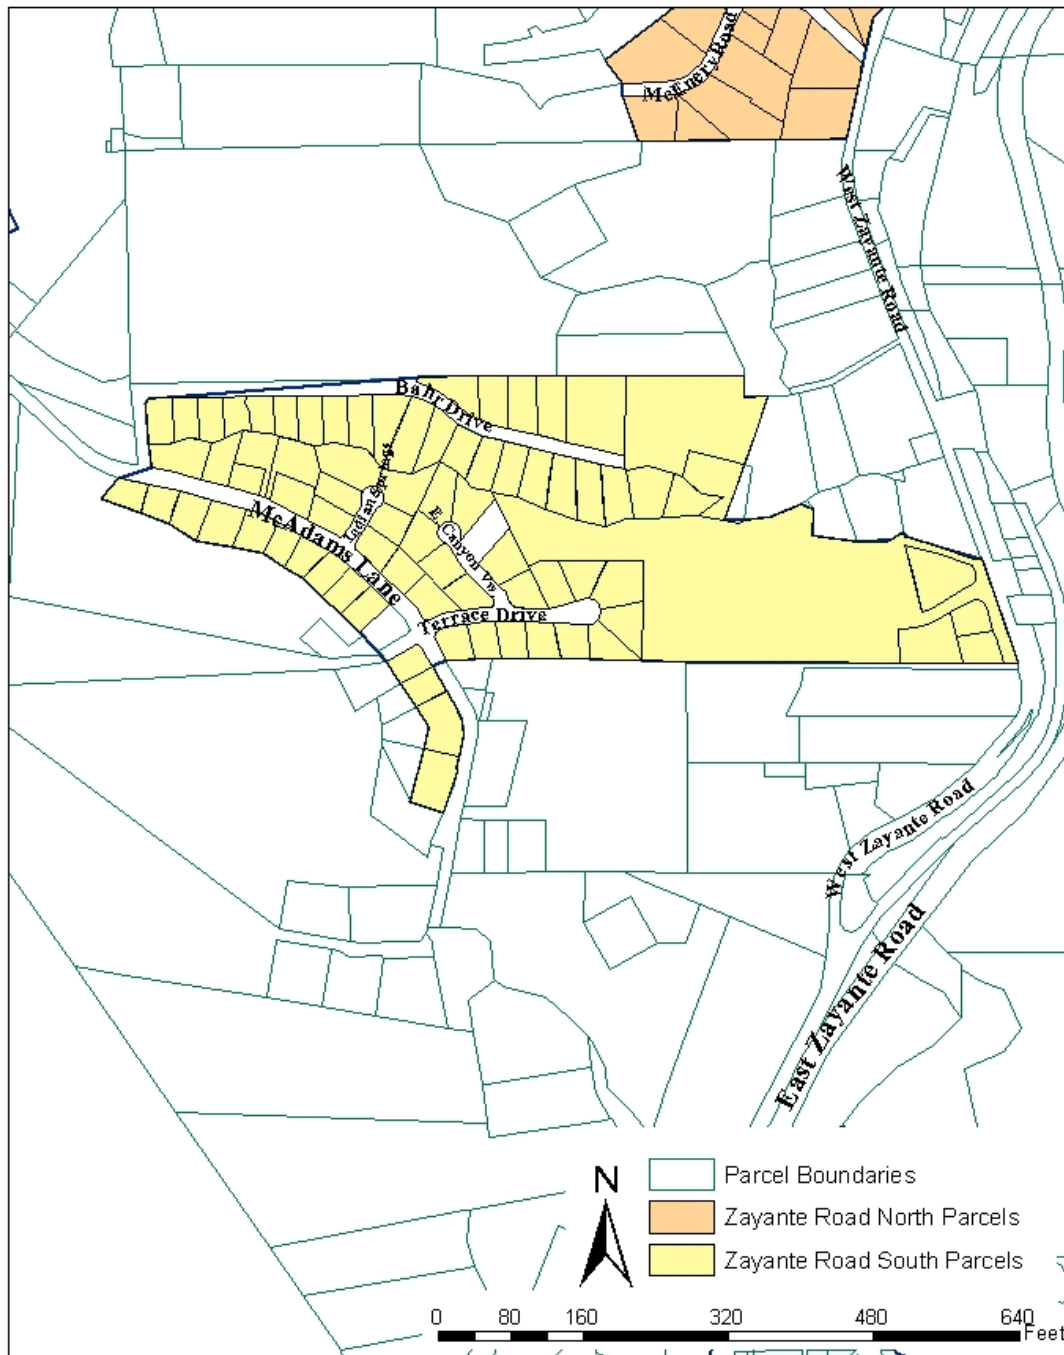 McEnery Road
West Zayante Road
Bahr Drive
Indian Springs
McAdams Lane
E. Canyon Vw.
Terrace Drive
West Zayante Road
East Zayante Road
N
Parcel Boundaries
Zayante Road North Parcels
Zayante Road South Parcels
0 80 160 320 480 640
Feet